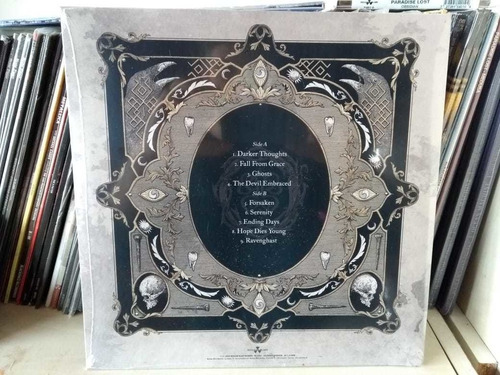 PARADISE LOST
Side A
1. Darker Thoughts
2. Fall From Grace
3. Ghosts
4. The Devil Embraced
Side B
5. Forsaken
6. Serenity
7. Ending Days
8. Hope Dies Young
9. Ravenghast